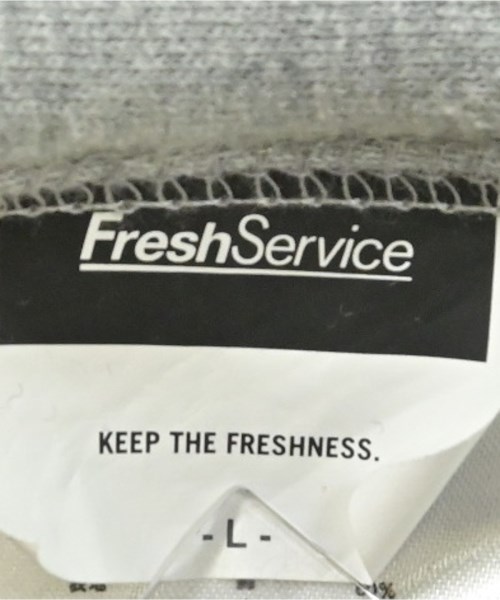 FreshService
KEEP THE FRESHNESS.
- L -